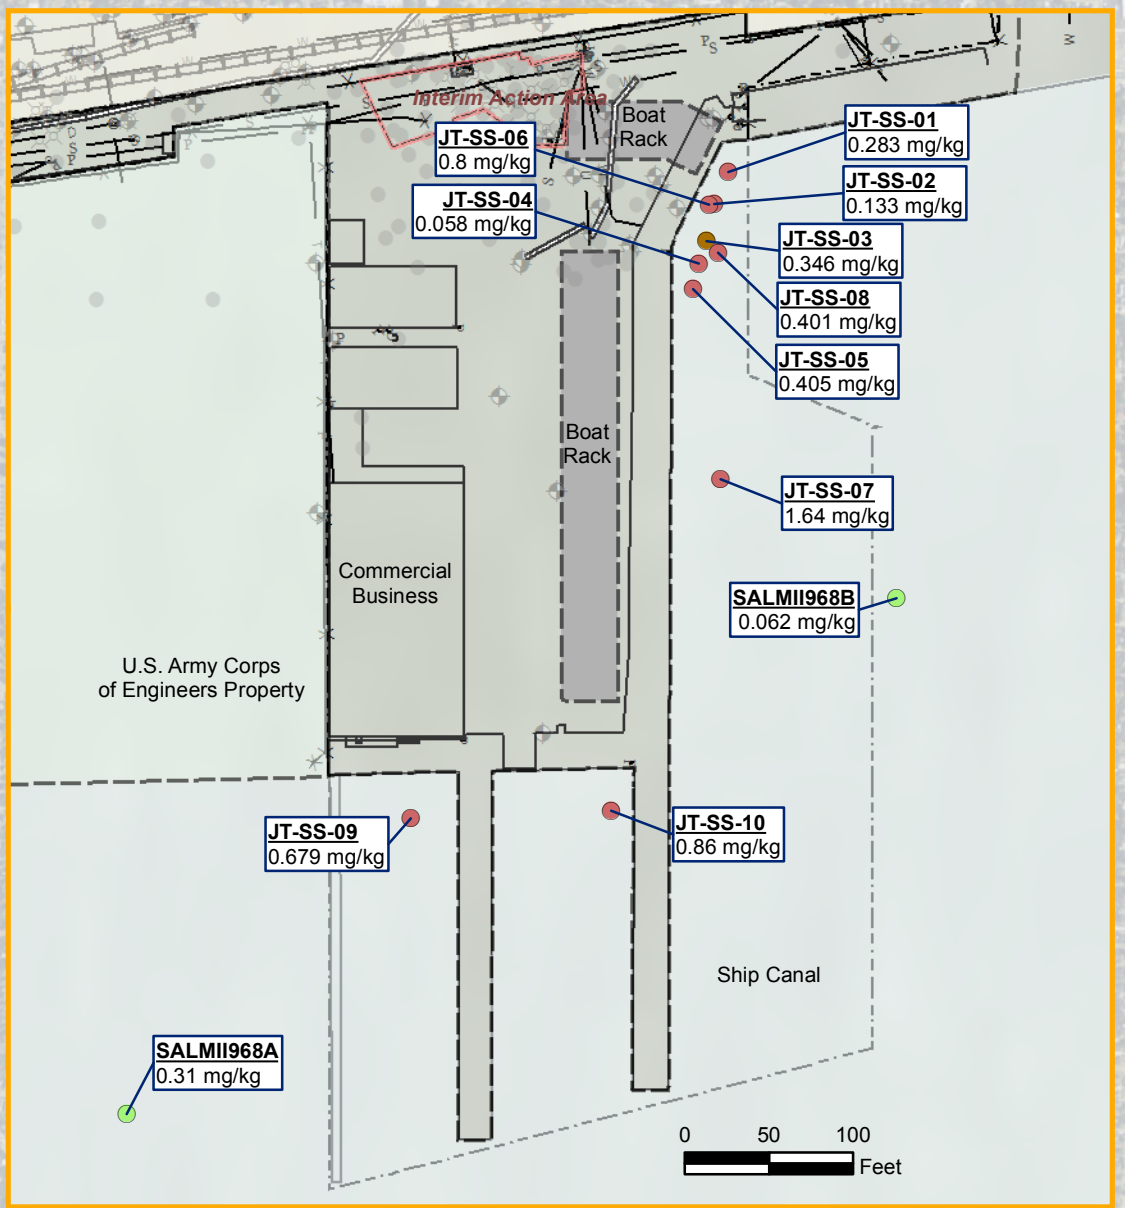 P
S
M
S
Interim Action Area
W
Boat
Rack
JT-SS-01
0.283 mg/kg
JT-SS-06
0.8 mg/kg
P
S
P
JT-SS-02
0.133 mg/kg
JT-SS-04
0.058 mg/kg
S
U
JT-SS-03
0.346 mg/kg
JT-SS-08
0.401 mg/kg
P
JT-SS-05
0.405 mg/kg
Boat
Rack
JT-SS-07
1.64 mg/kg
Commercial
Business
SALMII968B
0.062 mg/kg
U.S. Army Corps
of Engineers Property
JT-SS-09
0.679 mg/kg
JT-SS-10
0.86 mg/kg
Ship Canal
SALMII968A
0.31 mg/kg
0 50 100
Feet